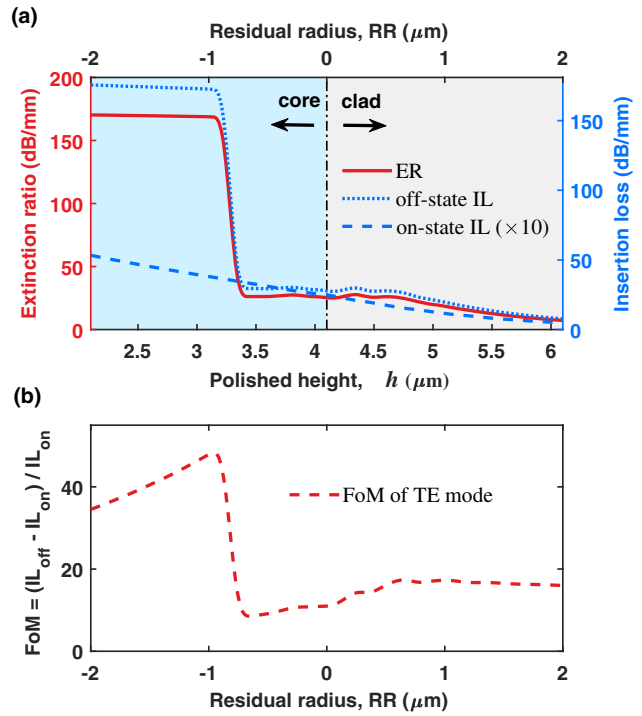 (a)
Residual radius, RR (μm)
-2 -1 0 1 2
200
150
100
50
0
Extinction ratio (dB/mm)
core clad
ER
off-state IL
on-state IL (×10)
150
100
50
0
Insertion loss (dB/mm)
2.5 3 3.5 4 4.5 5 5.5 6
Polished height, h (μm)
(b)
FoM = (IL_off - IL_on) / IL_on
40
20
0
FoM of TE mode
-2 -1 0 1 2
Residual radius, RR (μm)